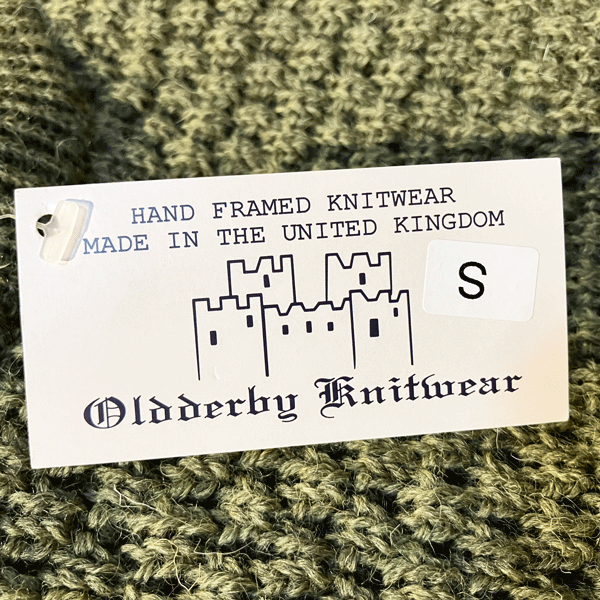 HAND FRAMED KNITWEAR
MADE IN THE UNITED KINGDOM
S
Oldderby Knitwear